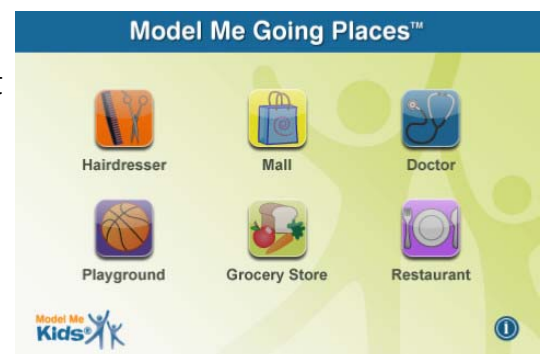 Model Me Going Places™
Hairdresser Mall Doctor
Playground Grocery Store Restaurant
Model Me
Kids®